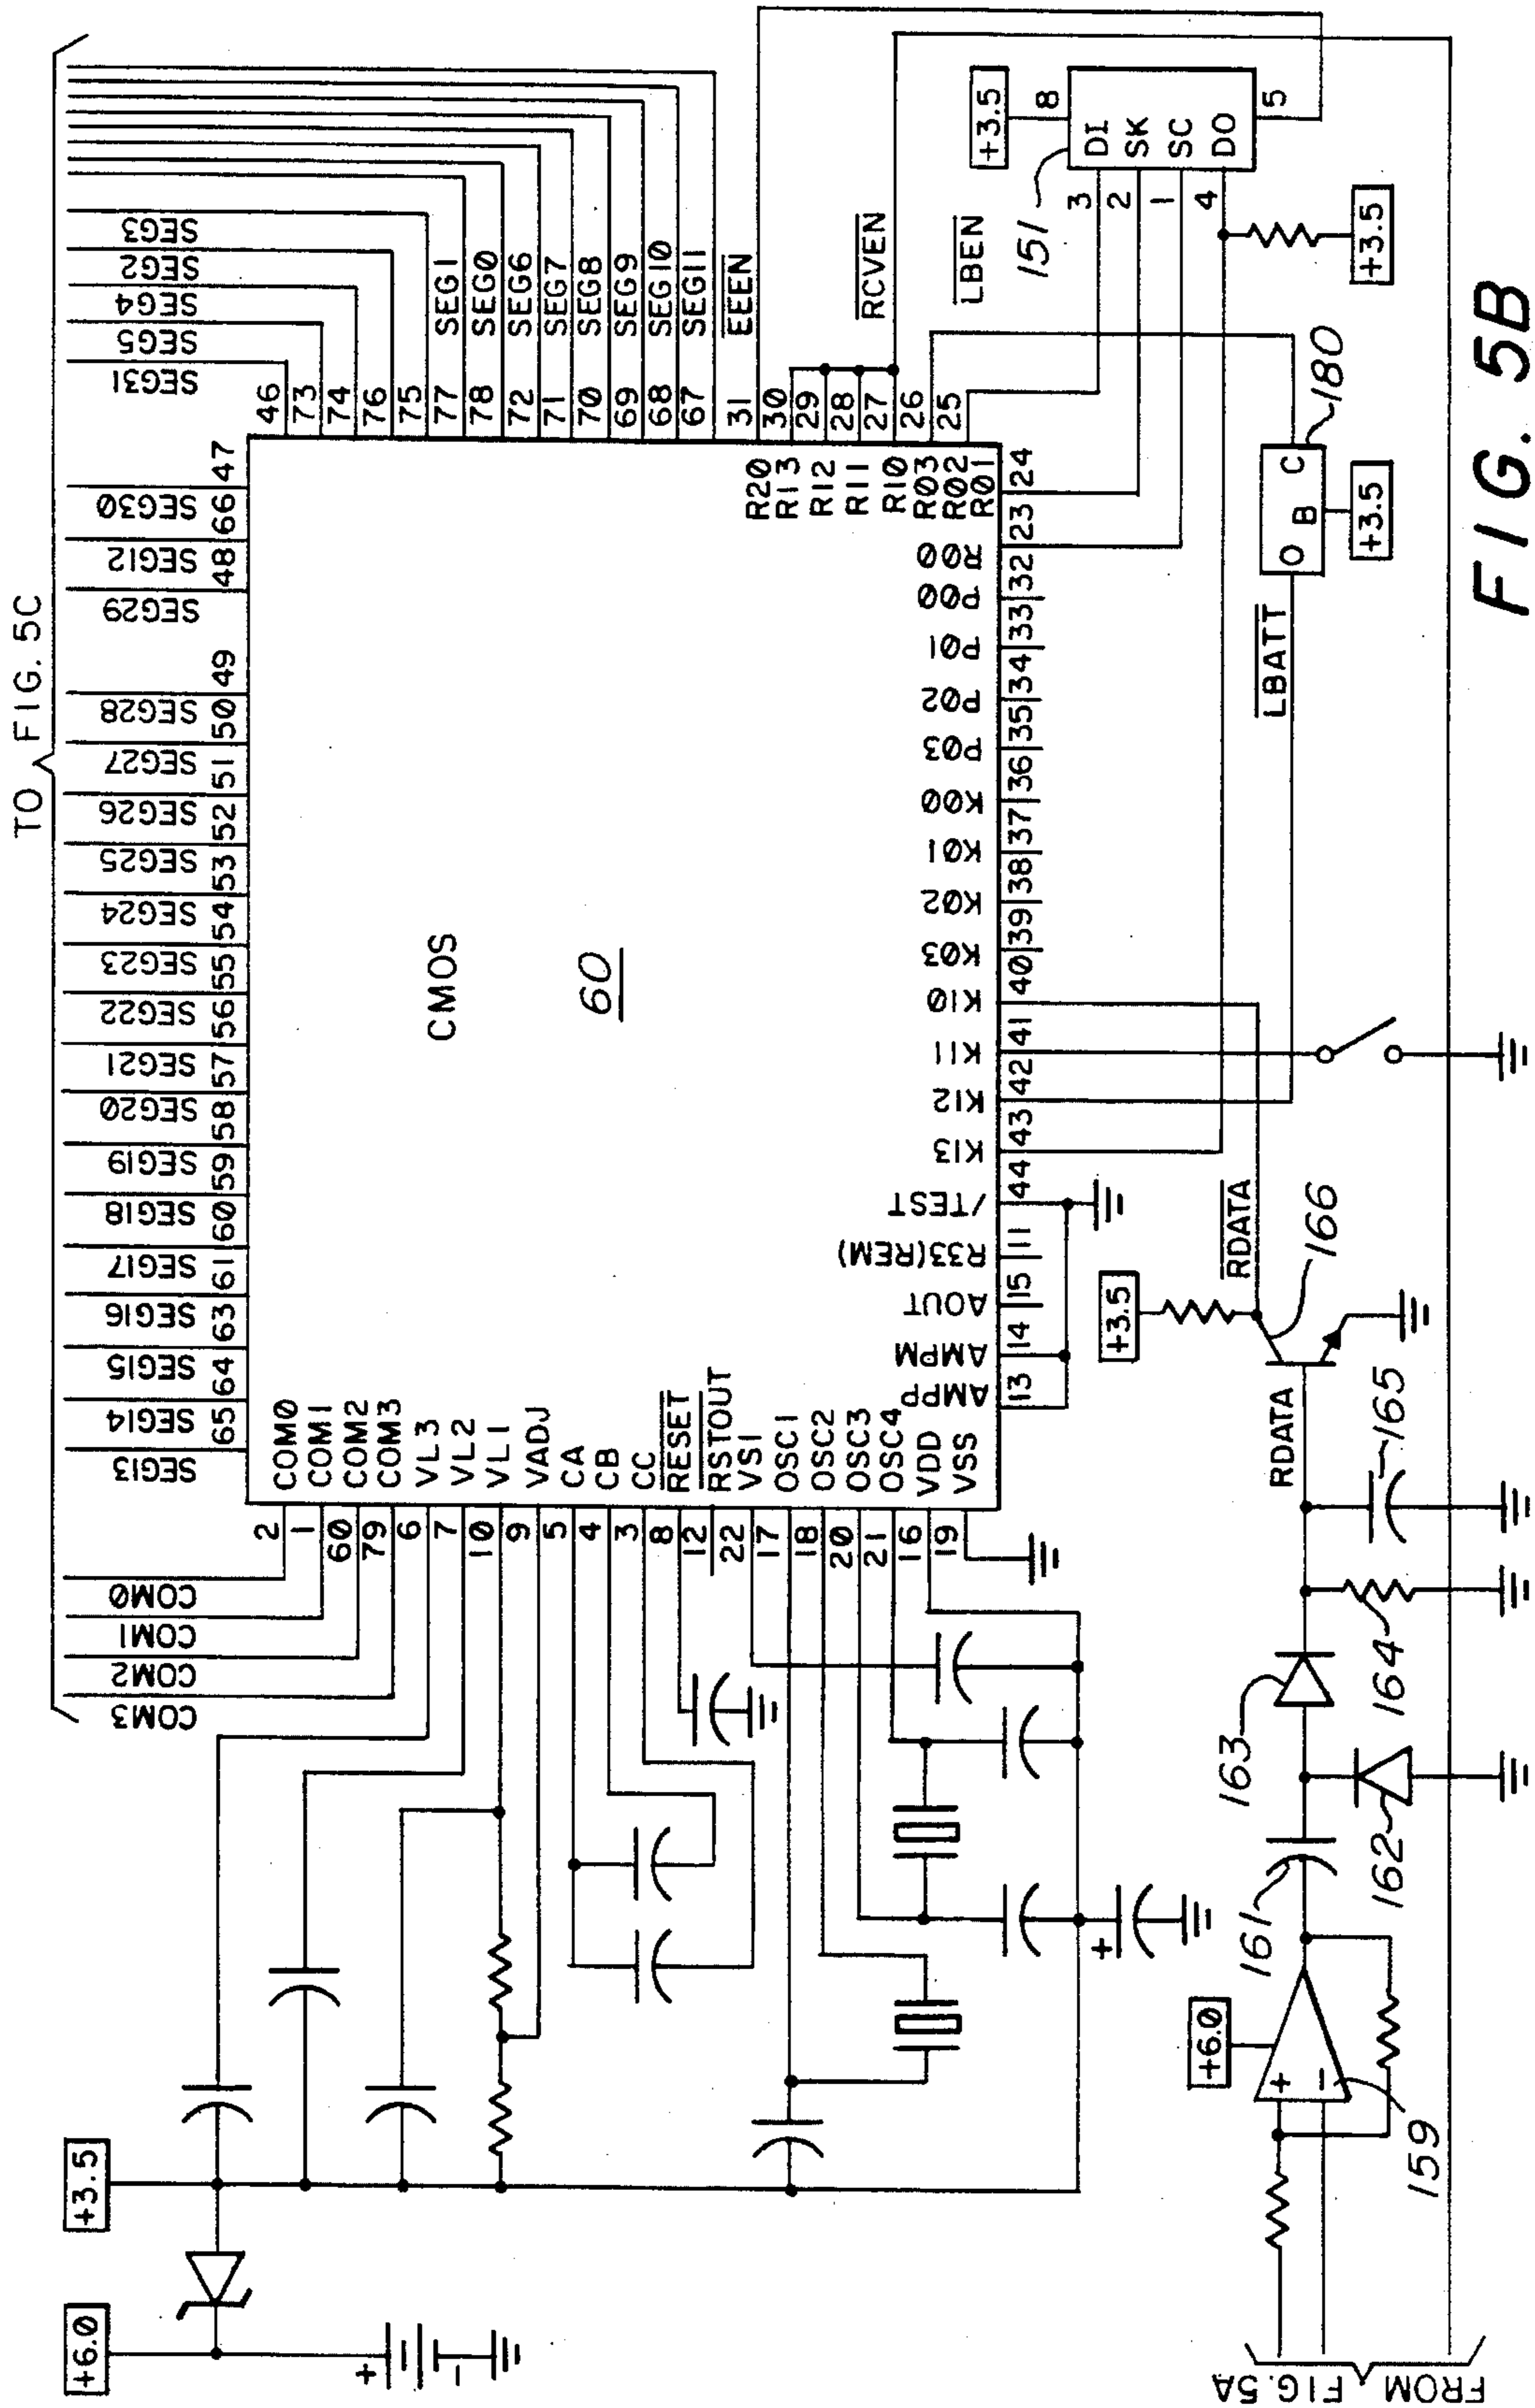 TO FIG. 5C
SEG31
SEG5
SEG4
SEG2
SEG3
46
73
74
76
75
77 SEG1
78 SEG0
72 SEG6
71 SEG7
70 SEG8
69 SEG9
68 SEG10
67 SEG11
31 EEEN
30
29
28
27 RCVEN
26
25 LBEN
R20
R13
R12
R11
R10
R03
R02
R01
47
SEG30 66
SEG12 48
SEG29
49
SEG28 50
SEG27 51
SEG26 52
SEG25 53
SEG24 54
SEG23 55
SEG22 56
SEG21 57
SEG20 58
SEG19 59
SEG18 60
SEG17 61
SEG16 63
SEG15 64
SEG14 65
SEG13
CMOS
60
24
23
R00 32
P00 33
P01 34
P02 35
P03 36
K00 37
K01 38
K02 39
K03 40
K10 41
K11 42
K12 43
K13 44
/TEST
R33(REM) 11
AOUT 15
AMPM 14
AMPP 13
COM0 2
COM1 1
COM2 60
COM3 79
VL3 6
VL2 7
VL1 10
VADJ 9
CA 5
CB 4
CC 3
RESET 8
RSTOUT 12
VS1 22
OSC1 17
OSC2 18
OSC3 20
OSC4 21
VDD 16
VSS 19
COM0
COM1
COM2
COM3
+3.5
8
151
DI
SK
SC
DO
3
2
1
4
5
+3.5
180
O B C
+3.5
LBATT
RDATA
166
+3.5
RDATA
165
164
163
162
161
+6.0
+
−
159
+
+3.5
+6.0
+
−
FROM FIG. 5A
FIG. 5B